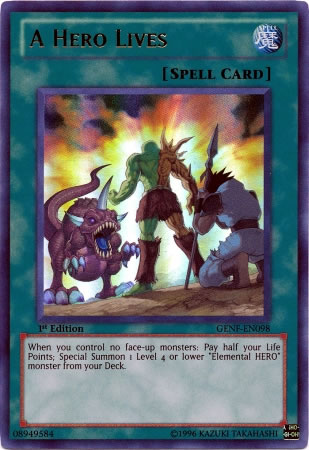 A Hero Lives
SPELL
魔
[Spell Card]
1st Edition
GENF-EN098
When you control no face-up monsters: Pay half your Life
Points; Special Summon 1 Level 4 or lower "Elemental HERO"
monster from your Deck.
08949584
©1996 KAZUKI TAKAHASHI